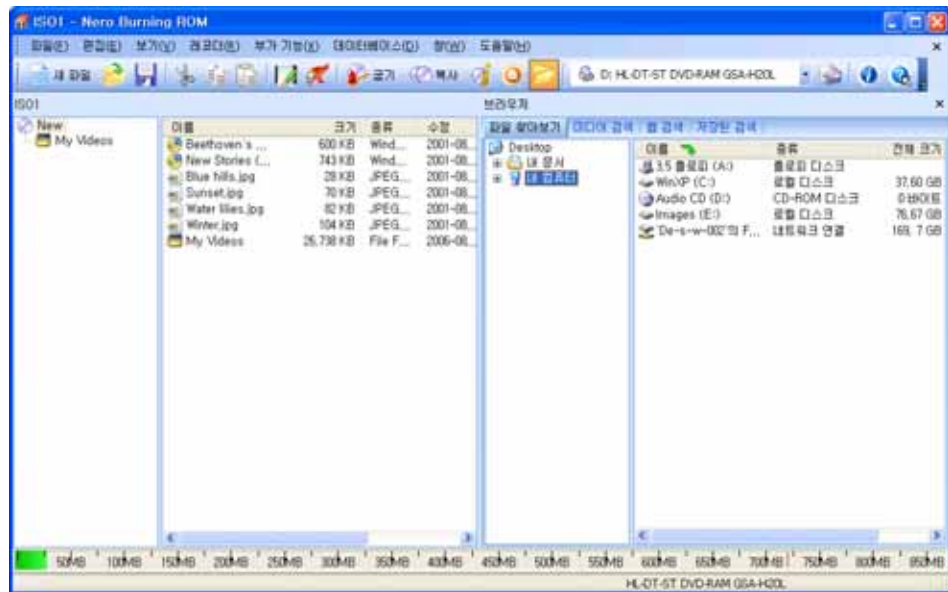 ISO1 - Nero Burning ROM
파일(F) 편집(E) 보기(V) 레코더(R) 부가 기능(X) 데이터베이스(D) 창(W) 도움말(H)
새 파일 굽기 복사 D: HL-DT-ST DVD-RAM GSA-H20L
ISO1
New
My Videos
이름 크기 종류 수정
Beethoven's ... 600 KB Wind... 2001-08...
New Stories (... 743 KB Wind... 2001-08...
Blue hills.jpg 28 KB JPEG... 2001-08...
Sunset.jpg 70 KB JPEG... 2001-08...
Water lilies.jpg 82 KB JPEG... 2001-08...
Winter.jpg 104 KB JPEG... 2001-08...
My Videos 26,738 KB File F... 2006-08...
브라우저
파일 찾아보기 미디어 검색 웹 검색 저장된 검색
Desktop
내 문서
내 컴퓨터
이름 종류 전체 크기
3.5 플로피 (A:) 플로피 디스크
WinXP (C:) 로컬 디스크 37,60 GB
Audio CD (D:) CD-ROM 디스크 0 바이트
Images (E:) 로컬 디스크 76,67 GB
'De-s-w-002'의 F... 네트워크 연결 169, 7 GB
50MB 100MB 150MB 200MB 250MB 300MB 350MB 400MB 450MB 500MB 550MB 600MB 650MB 700MB 750MB 800MB 850MB
HL-DT-ST DVD-RAM GSA-H20L